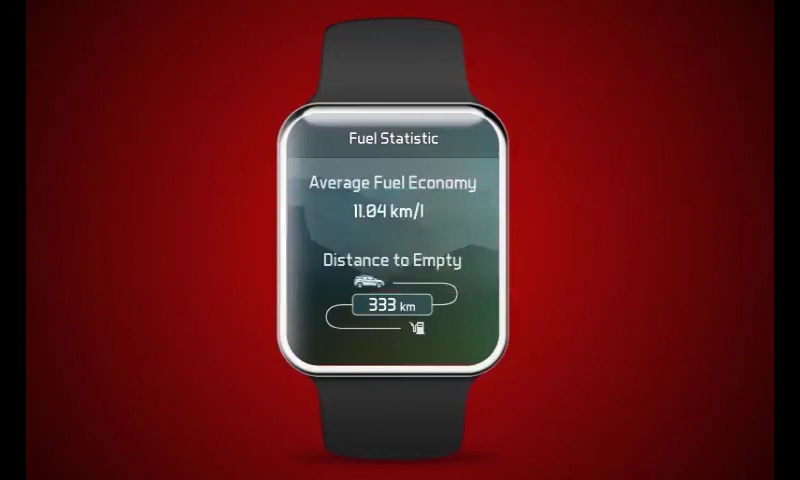 Fuel Statistic
Average Fuel Economy
11.04 km/l
Distance to Empty
333 km